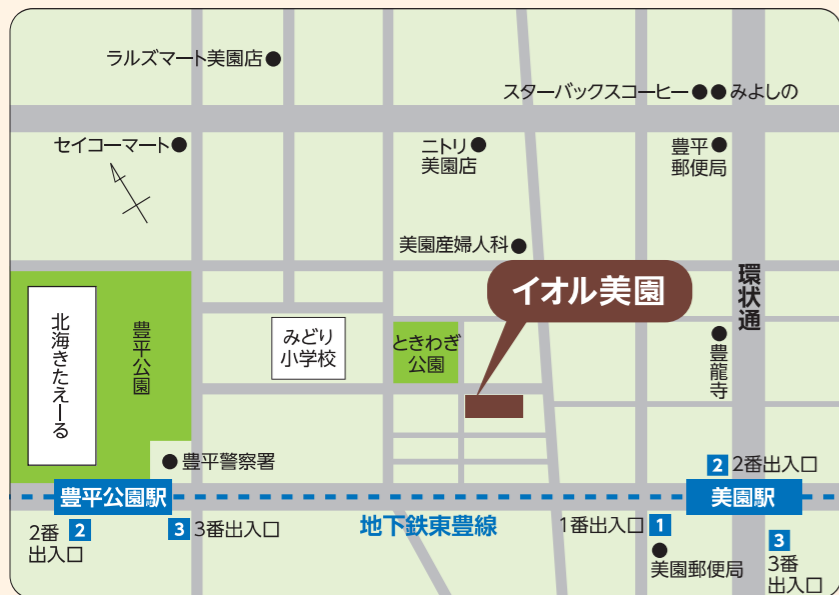 ラルズマート美園店
スターバックスコーヒー
みよしの
セイコーマート
ニトリ
美園店
豊平
郵便局
美園産婦人科
イオル美園
環状通
北海きたえーる
豊平公園
みどり
小学校
ときわぎ
公園
豊龍寺
豊平警察署
2 2番出入口
豊平公園駅
美園駅
2番 2
出入口
3 3番出入口
地下鉄東豊線
1番出入口 1
美園郵便局
3
3番
出入口